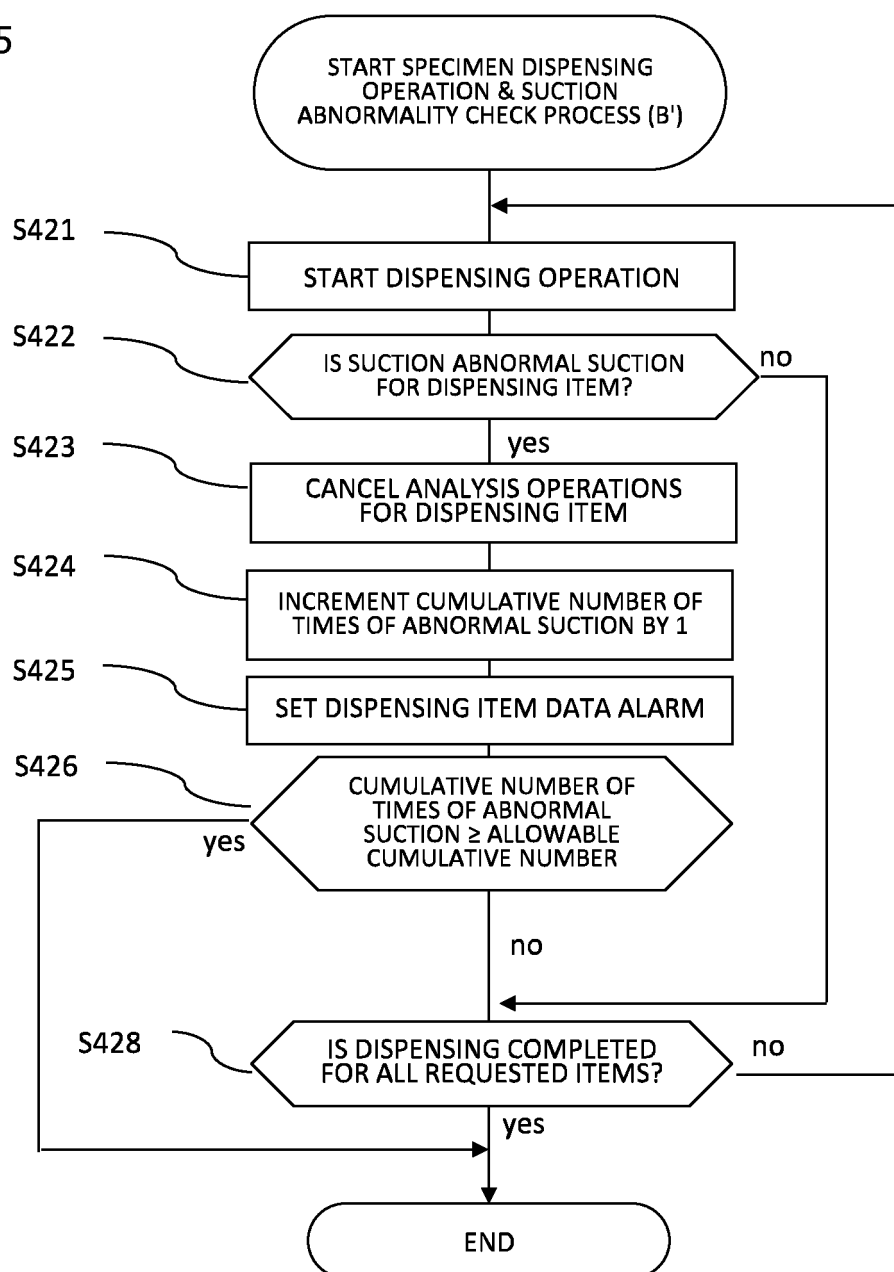 5
START SPECIMEN DISPENSING
OPERATION & SUCTION
ABNORMALITY CHECK PROCESS (B')
S421
START DISPENSING OPERATION
S422
IS SUCTION ABNORMAL SUCTION
FOR DISPENSING ITEM?
no
yes
S423
CANCEL ANALYSIS OPERATIONS
FOR DISPENSING ITEM
S424
INCREMENT CUMULATIVE NUMBER OF
TIMES OF ABNORMAL SUCTION BY 1
S425
SET DISPENSING ITEM DATA ALARM
S426
CUMULATIVE NUMBER OF
TIMES OF ABNORMAL
SUCTION ≥ ALLOWABLE
CUMULATIVE NUMBER
yes
no
S428
IS DISPENSING COMPLETED
FOR ALL REQUESTED ITEMS?
no
yes
END